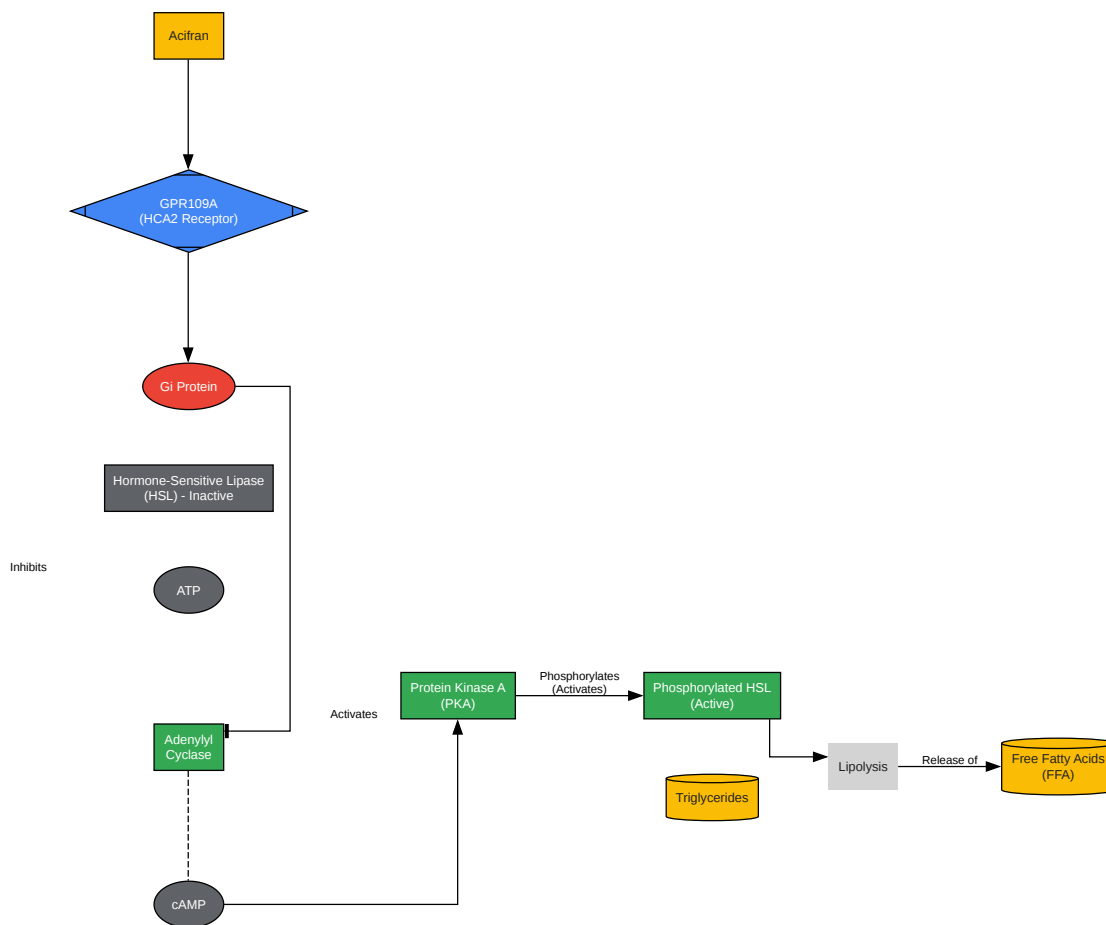 Acifran
GPR109A
(HCA2 Receptor)
Gi Protein
Hormone-Sensitive Lipase
(HSL) - Inactive
Inhibits
ATP
Adenylyl
Cyclase
cAMP
Activates
Protein Kinase A
(PKA)
Phosphorylates
(Activates)
Phosphorylated HSL
(Active)
Triglycerides
Lipolysis
Release of
Free Fatty Acids
(FFA)